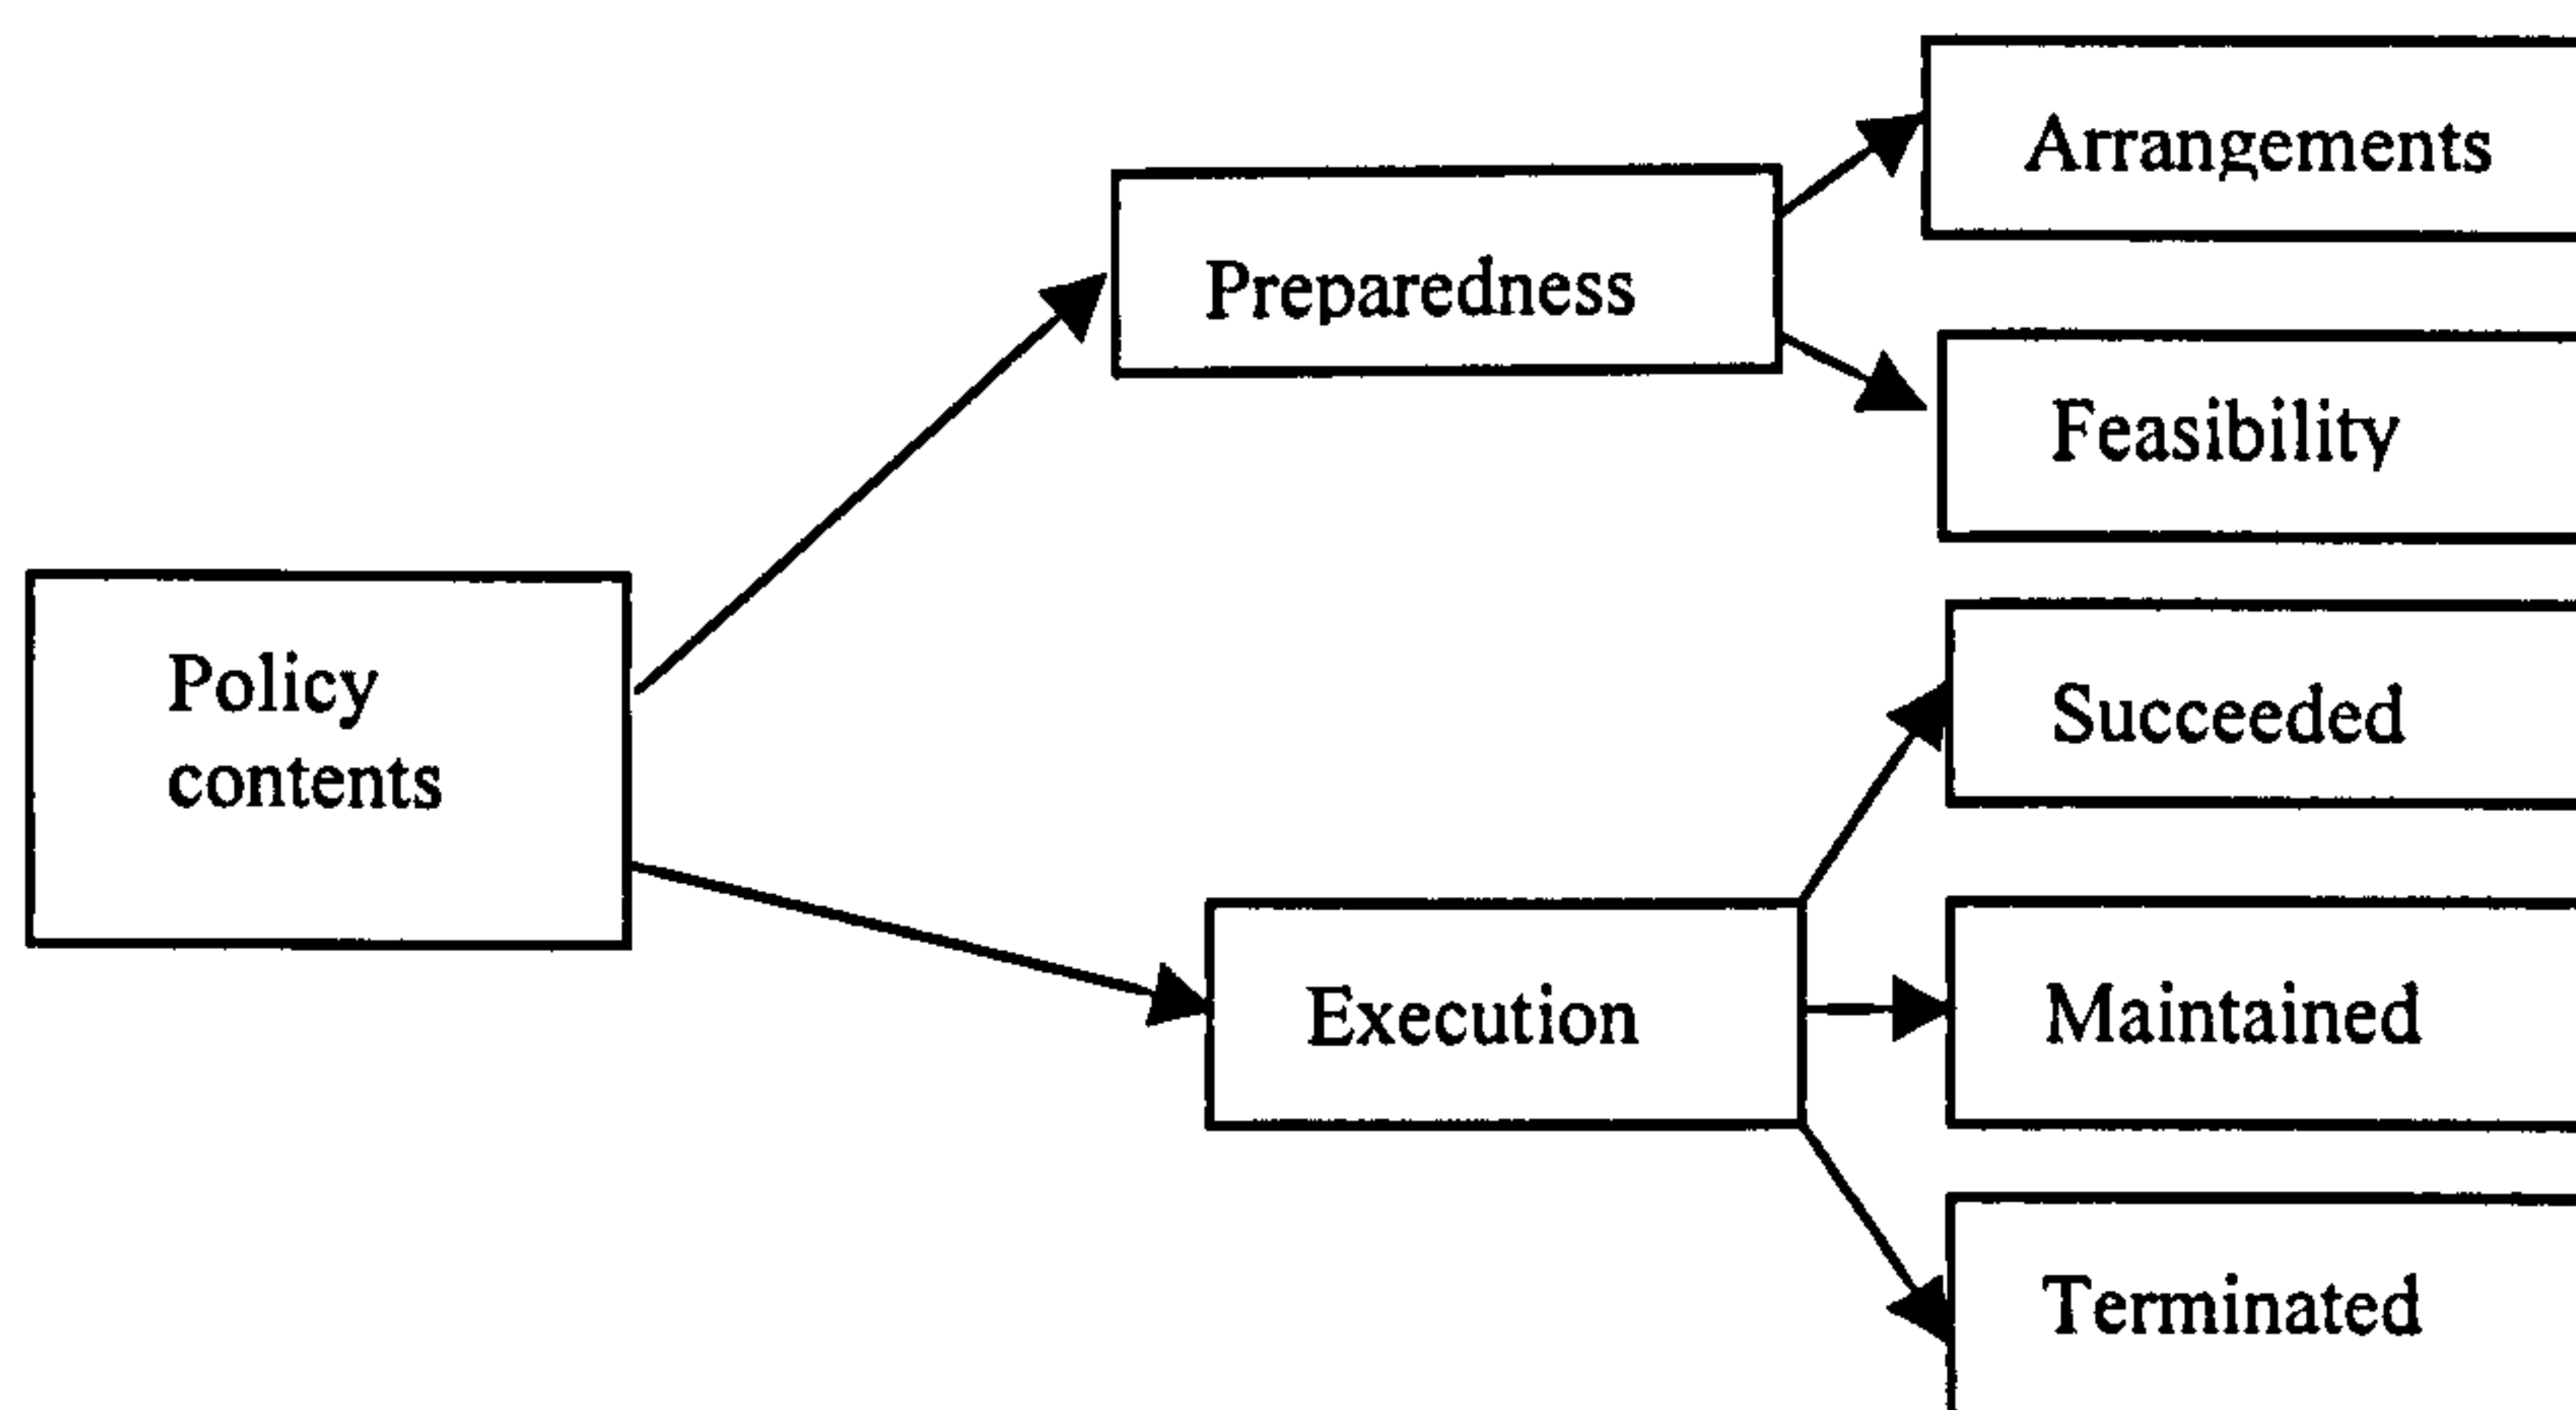 Arrangements
Preparedness
Feasibility
Policy
contents
Succeeded
Execution
Maintained
Terminated